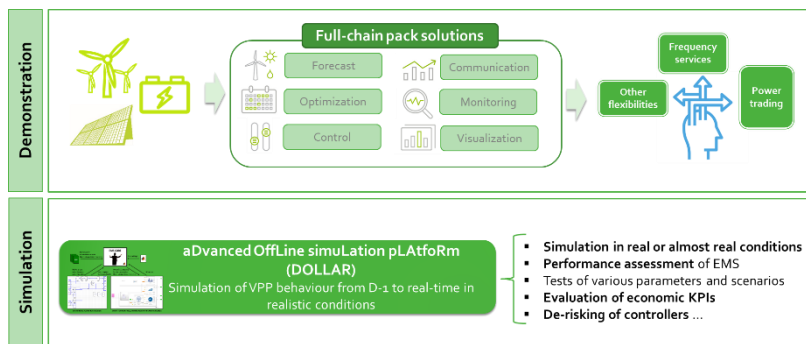 Demonstration
Full-chain pack solutions
Forecast
Communication
Optimization
Monitoring
Control
Visualization
Frequency
services
Other
flexibilities
Power
trading
Simulation
aDvanced OffLine simuLation pLAtfoRm
(DOLLAR)
Simulation of VPP behaviour from D-1 to real-time in
realistic conditions
▪ Simulation in real or almost real conditions
▪ Performance assessment of EMS
▪ Tests of various parameters and scenarios
▪ Evaluation of economic KPIs
▪ De-risking of controllers ...